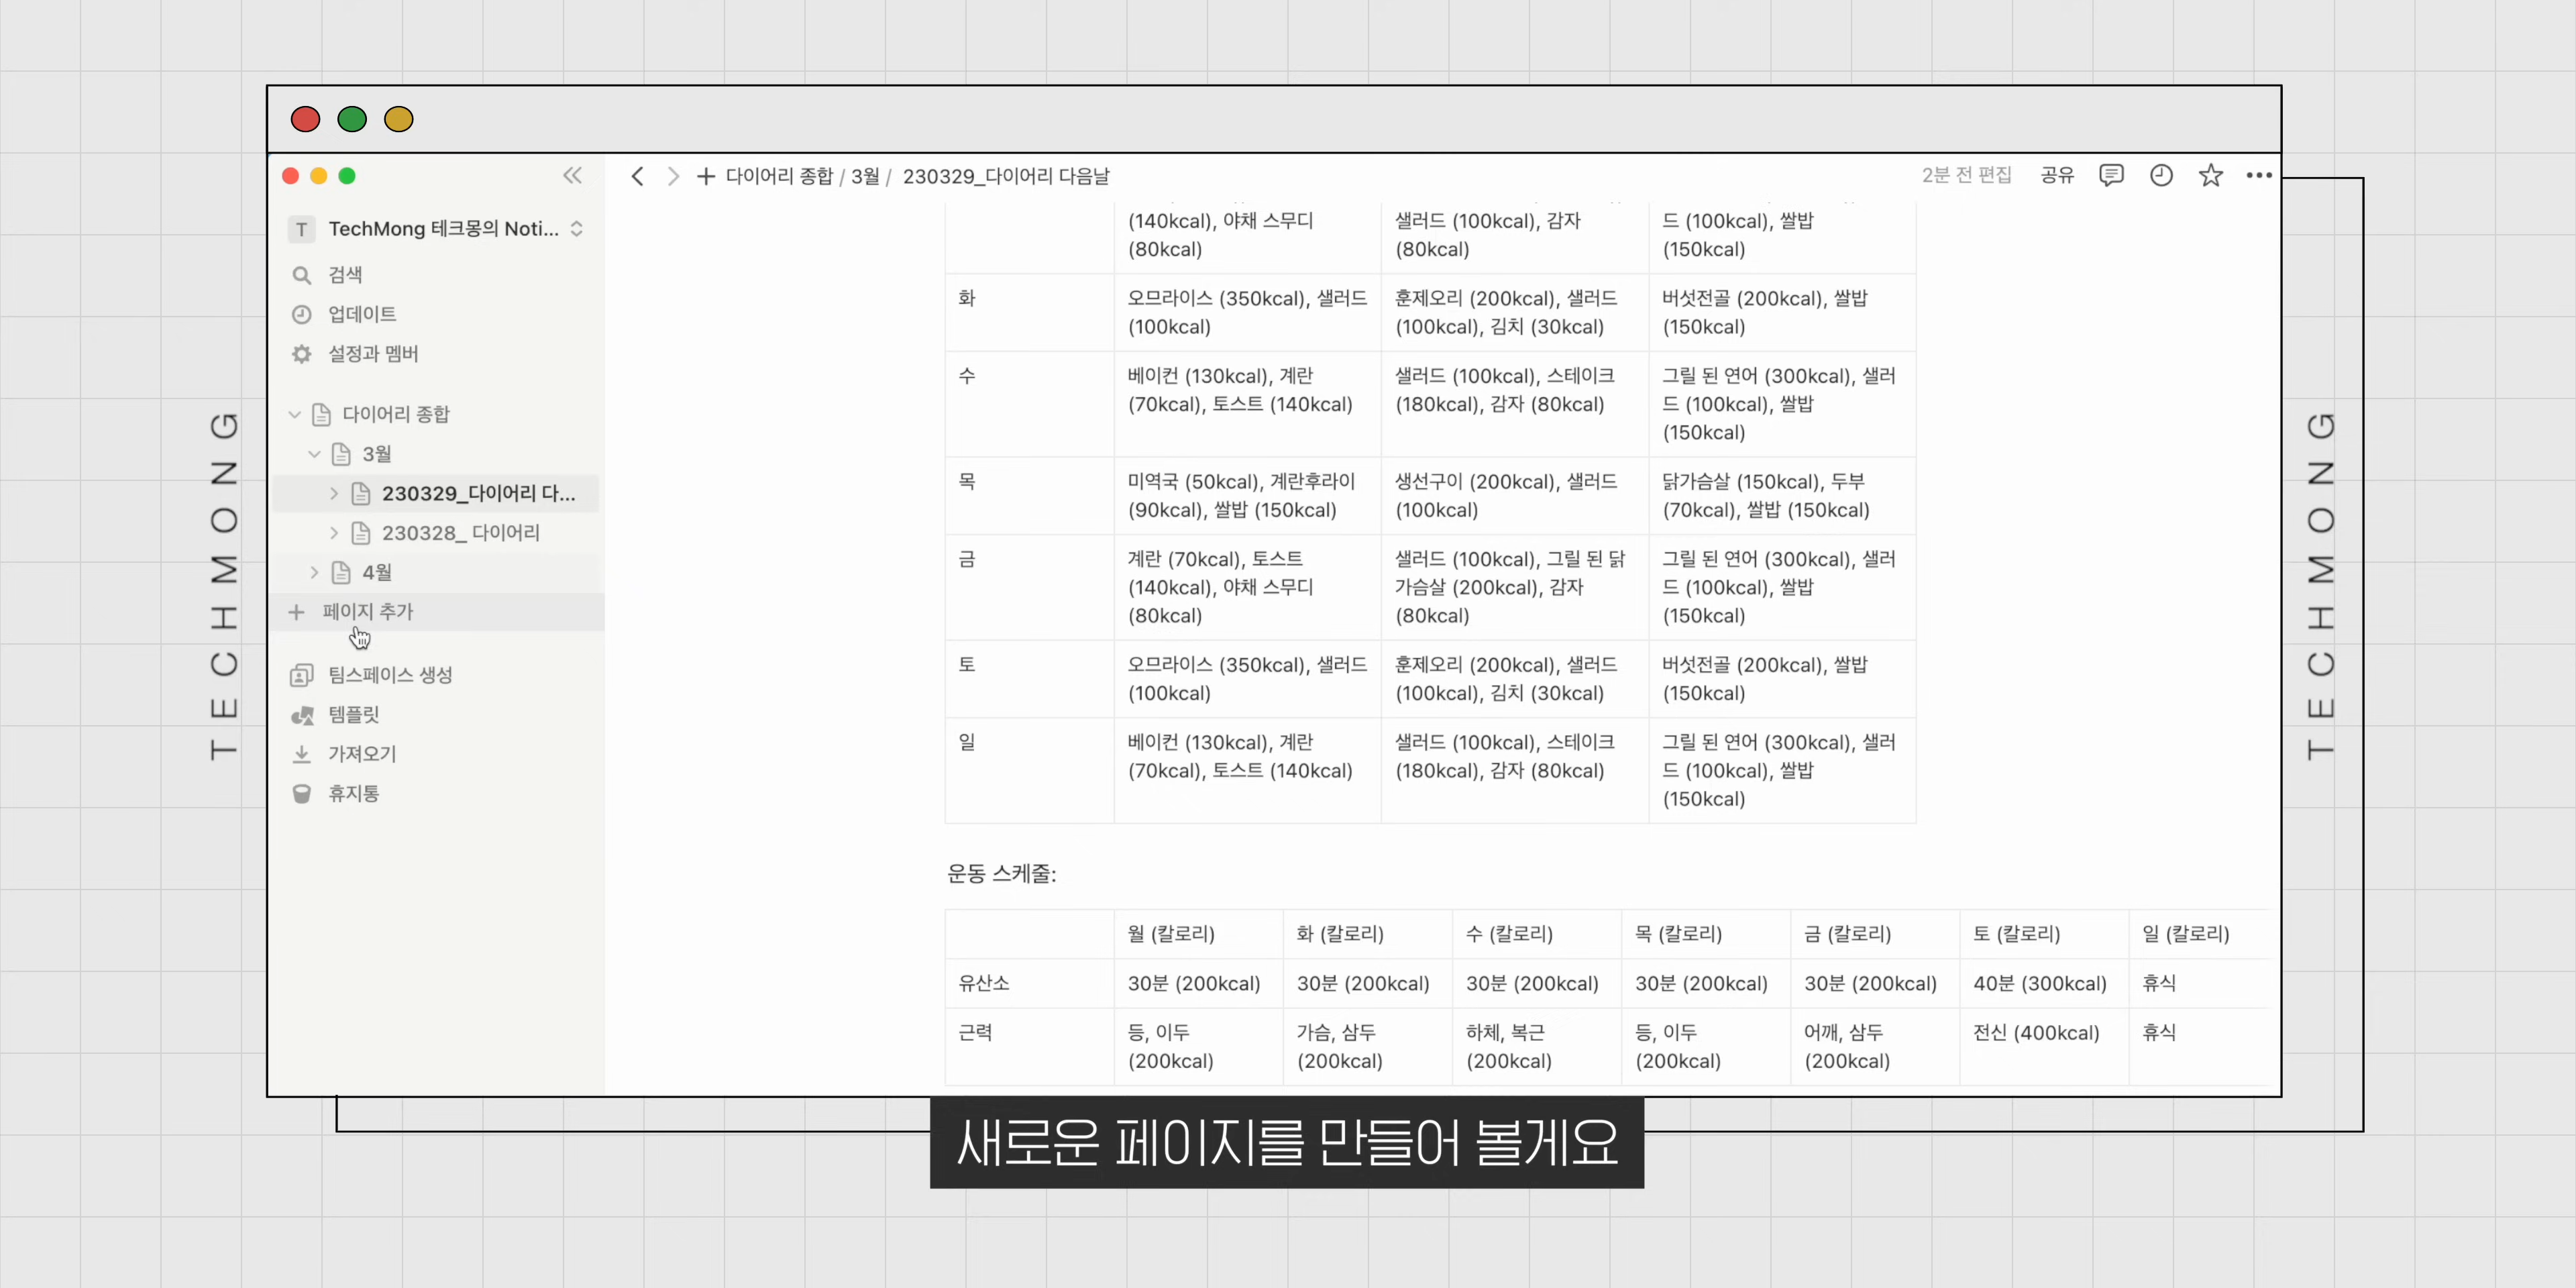 TechMong 테크몽의 Noti...
검색
업데이트
설정과 멤버
다이어리 종합
3월
230329_다이어리 다...
230328_ 다이어리
4월
페이지 추가
팀스페이스 생성
템플릿
가져오기
휴지통
다이어리 종합 / 3월 / 230329_다이어리 다음날
2분 전 편집 공유
(140kcal), 야채 스무디
(80kcal)
샐러드 (100kcal), 감자
(80kcal)
드 (100kcal), 쌀밥
(150kcal)
화
오므라이스 (350kcal), 샐러드
(100kcal)
훈제오리 (200kcal), 샐러드
(100kcal), 김치 (30kcal)
버섯전골 (200kcal), 쌀밥
(150kcal)
수
베이컨 (130kcal), 계란
(70kcal), 토스트 (140kcal)
샐러드 (100kcal), 스테이크
(180kcal), 감자 (80kcal)
그릴 된 연어 (300kcal), 샐러
드 (100kcal), 쌀밥
(150kcal)
목
미역국 (50kcal), 계란후라이
(90kcal), 쌀밥 (150kcal)
생선구이 (200kcal), 샐러드
(100kcal)
닭가슴살 (150kcal), 두부
(70kcal), 쌀밥 (150kcal)
금
계란 (70kcal), 토스트
(140kcal), 야채 스무디
(80kcal)
샐러드 (100kcal), 그릴 된 닭
가슴살 (200kcal), 감자
(80kcal)
그릴 된 연어 (300kcal), 샐러
드 (100kcal), 쌀밥
(150kcal)
토
오므라이스 (350kcal), 샐러드
(100kcal)
훈제오리 (200kcal), 샐러드
(100kcal), 김치 (30kcal)
버섯전골 (200kcal), 쌀밥
(150kcal)
일
베이컨 (130kcal), 계란
(70kcal), 토스트 (140kcal)
샐러드 (100kcal), 스테이크
(180kcal), 감자 (80kcal)
그릴 된 연어 (300kcal), 샐러
드 (100kcal), 쌀밥
(150kcal)
운동 스케줄:
월 (칼로리) 화 (칼로리) 수 (칼로리) 목 (칼로리) 금 (칼로리) 토 (칼로리) 일 (칼로리)
유산소 30분 (200kcal) 30분 (200kcal) 30분 (200kcal) 30분 (200kcal) 30분 (200kcal) 40분 (300kcal) 휴식
근력
등, 이두
(200kcal)
가슴, 삼두
(200kcal)
하체, 복근
(200kcal)
등, 이두
(200kcal)
어깨, 삼두
(200kcal)
전신 (400kcal)
휴식
새로운 페이지를 만들어 볼게요
TECHMONG
TECHMONG